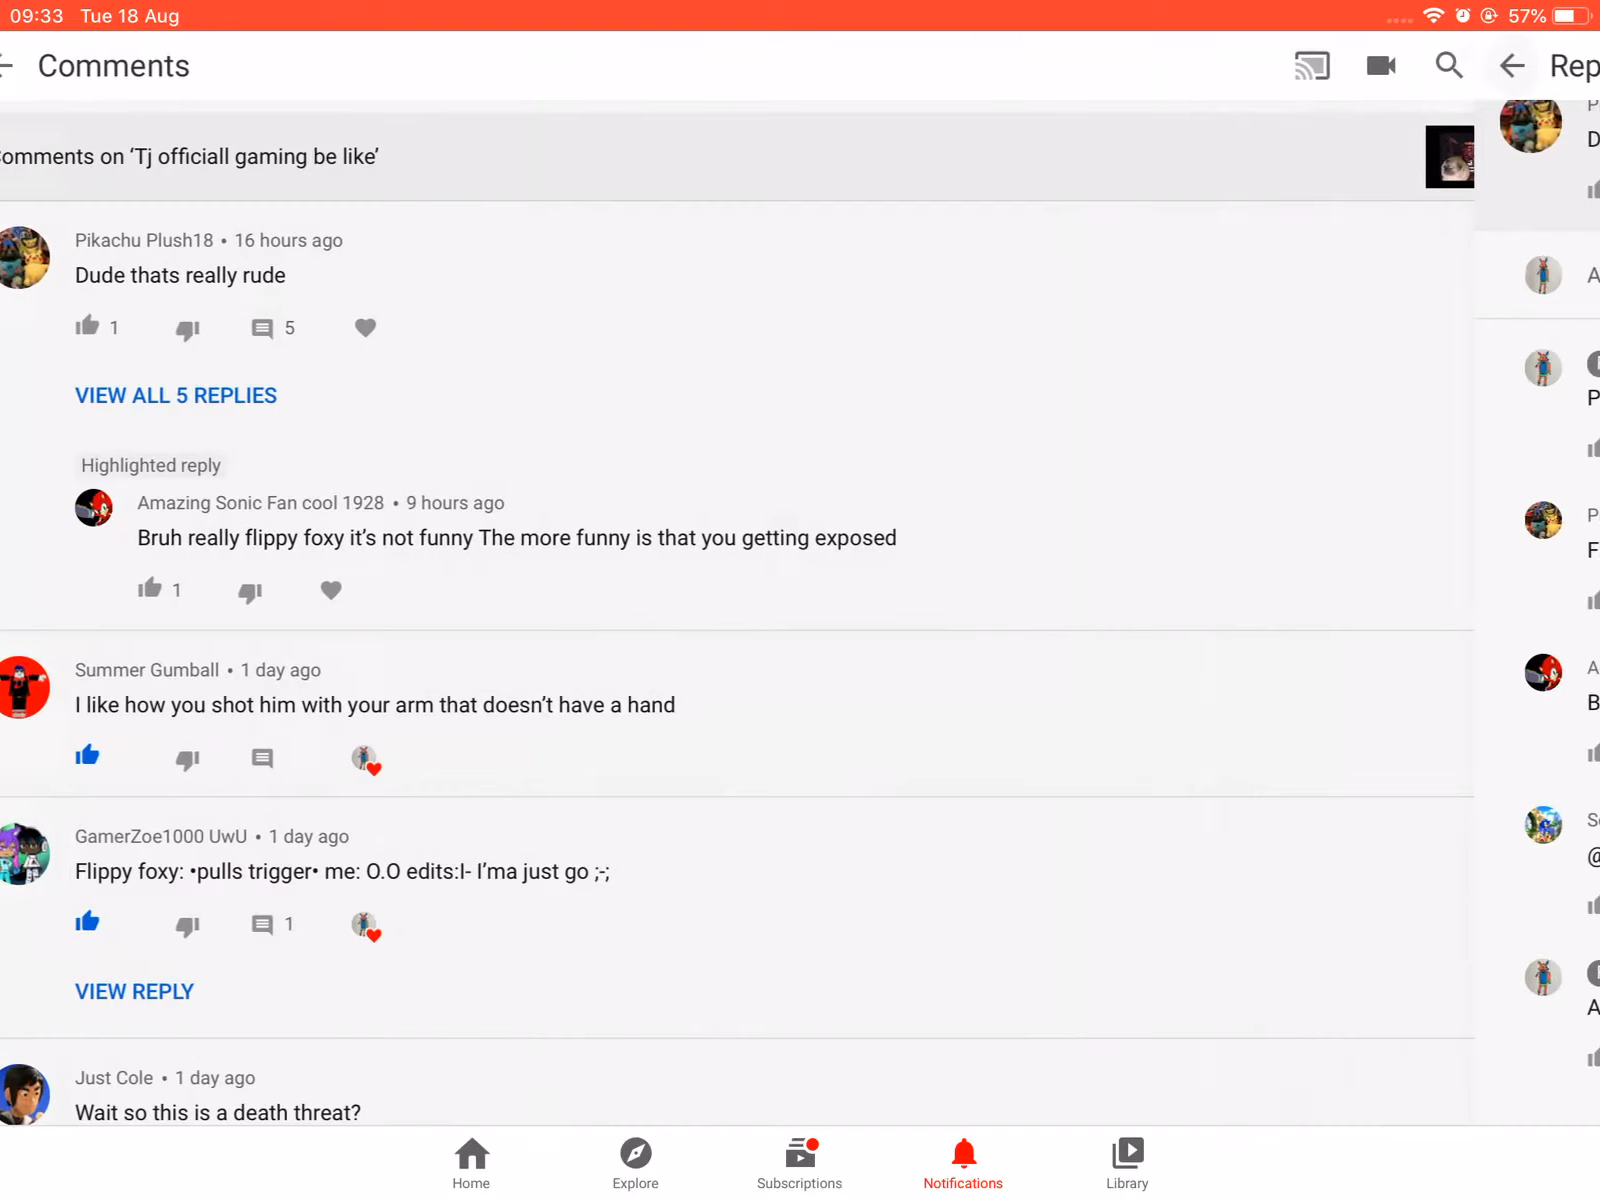 09:33 Tue 18 Aug 57%
Comments
Rep
omments on ‘Tj officiall gaming be like’
Pikachu Plush18 • 16 hours ago
Dude thats really rude
1 5
VIEW ALL 5 REPLIES
Highlighted reply
Amazing Sonic Fan cool 1928 • 9 hours ago
Bruh really flippy foxy it’s not funny The more funny is that you getting exposed
1
Summer Gumball • 1 day ago
I like how you shot him with your arm that doesn’t have a hand
GamerZoe1000 UwU • 1 day ago
Flippy foxy: •pulls trigger• me: O.O edits:I- I’ma just go ;-;
1
VIEW REPLY
Just Cole • 1 day ago
Wait so this is a death threat?
P
D
A
P
P
F
A
B
S
@
A
Home Explore Subscriptions Notifications Library